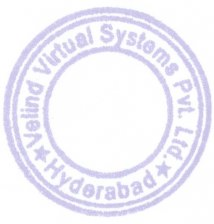 Velind Virtual Systems Pvt. Ltd.
★ Hyderabad ★